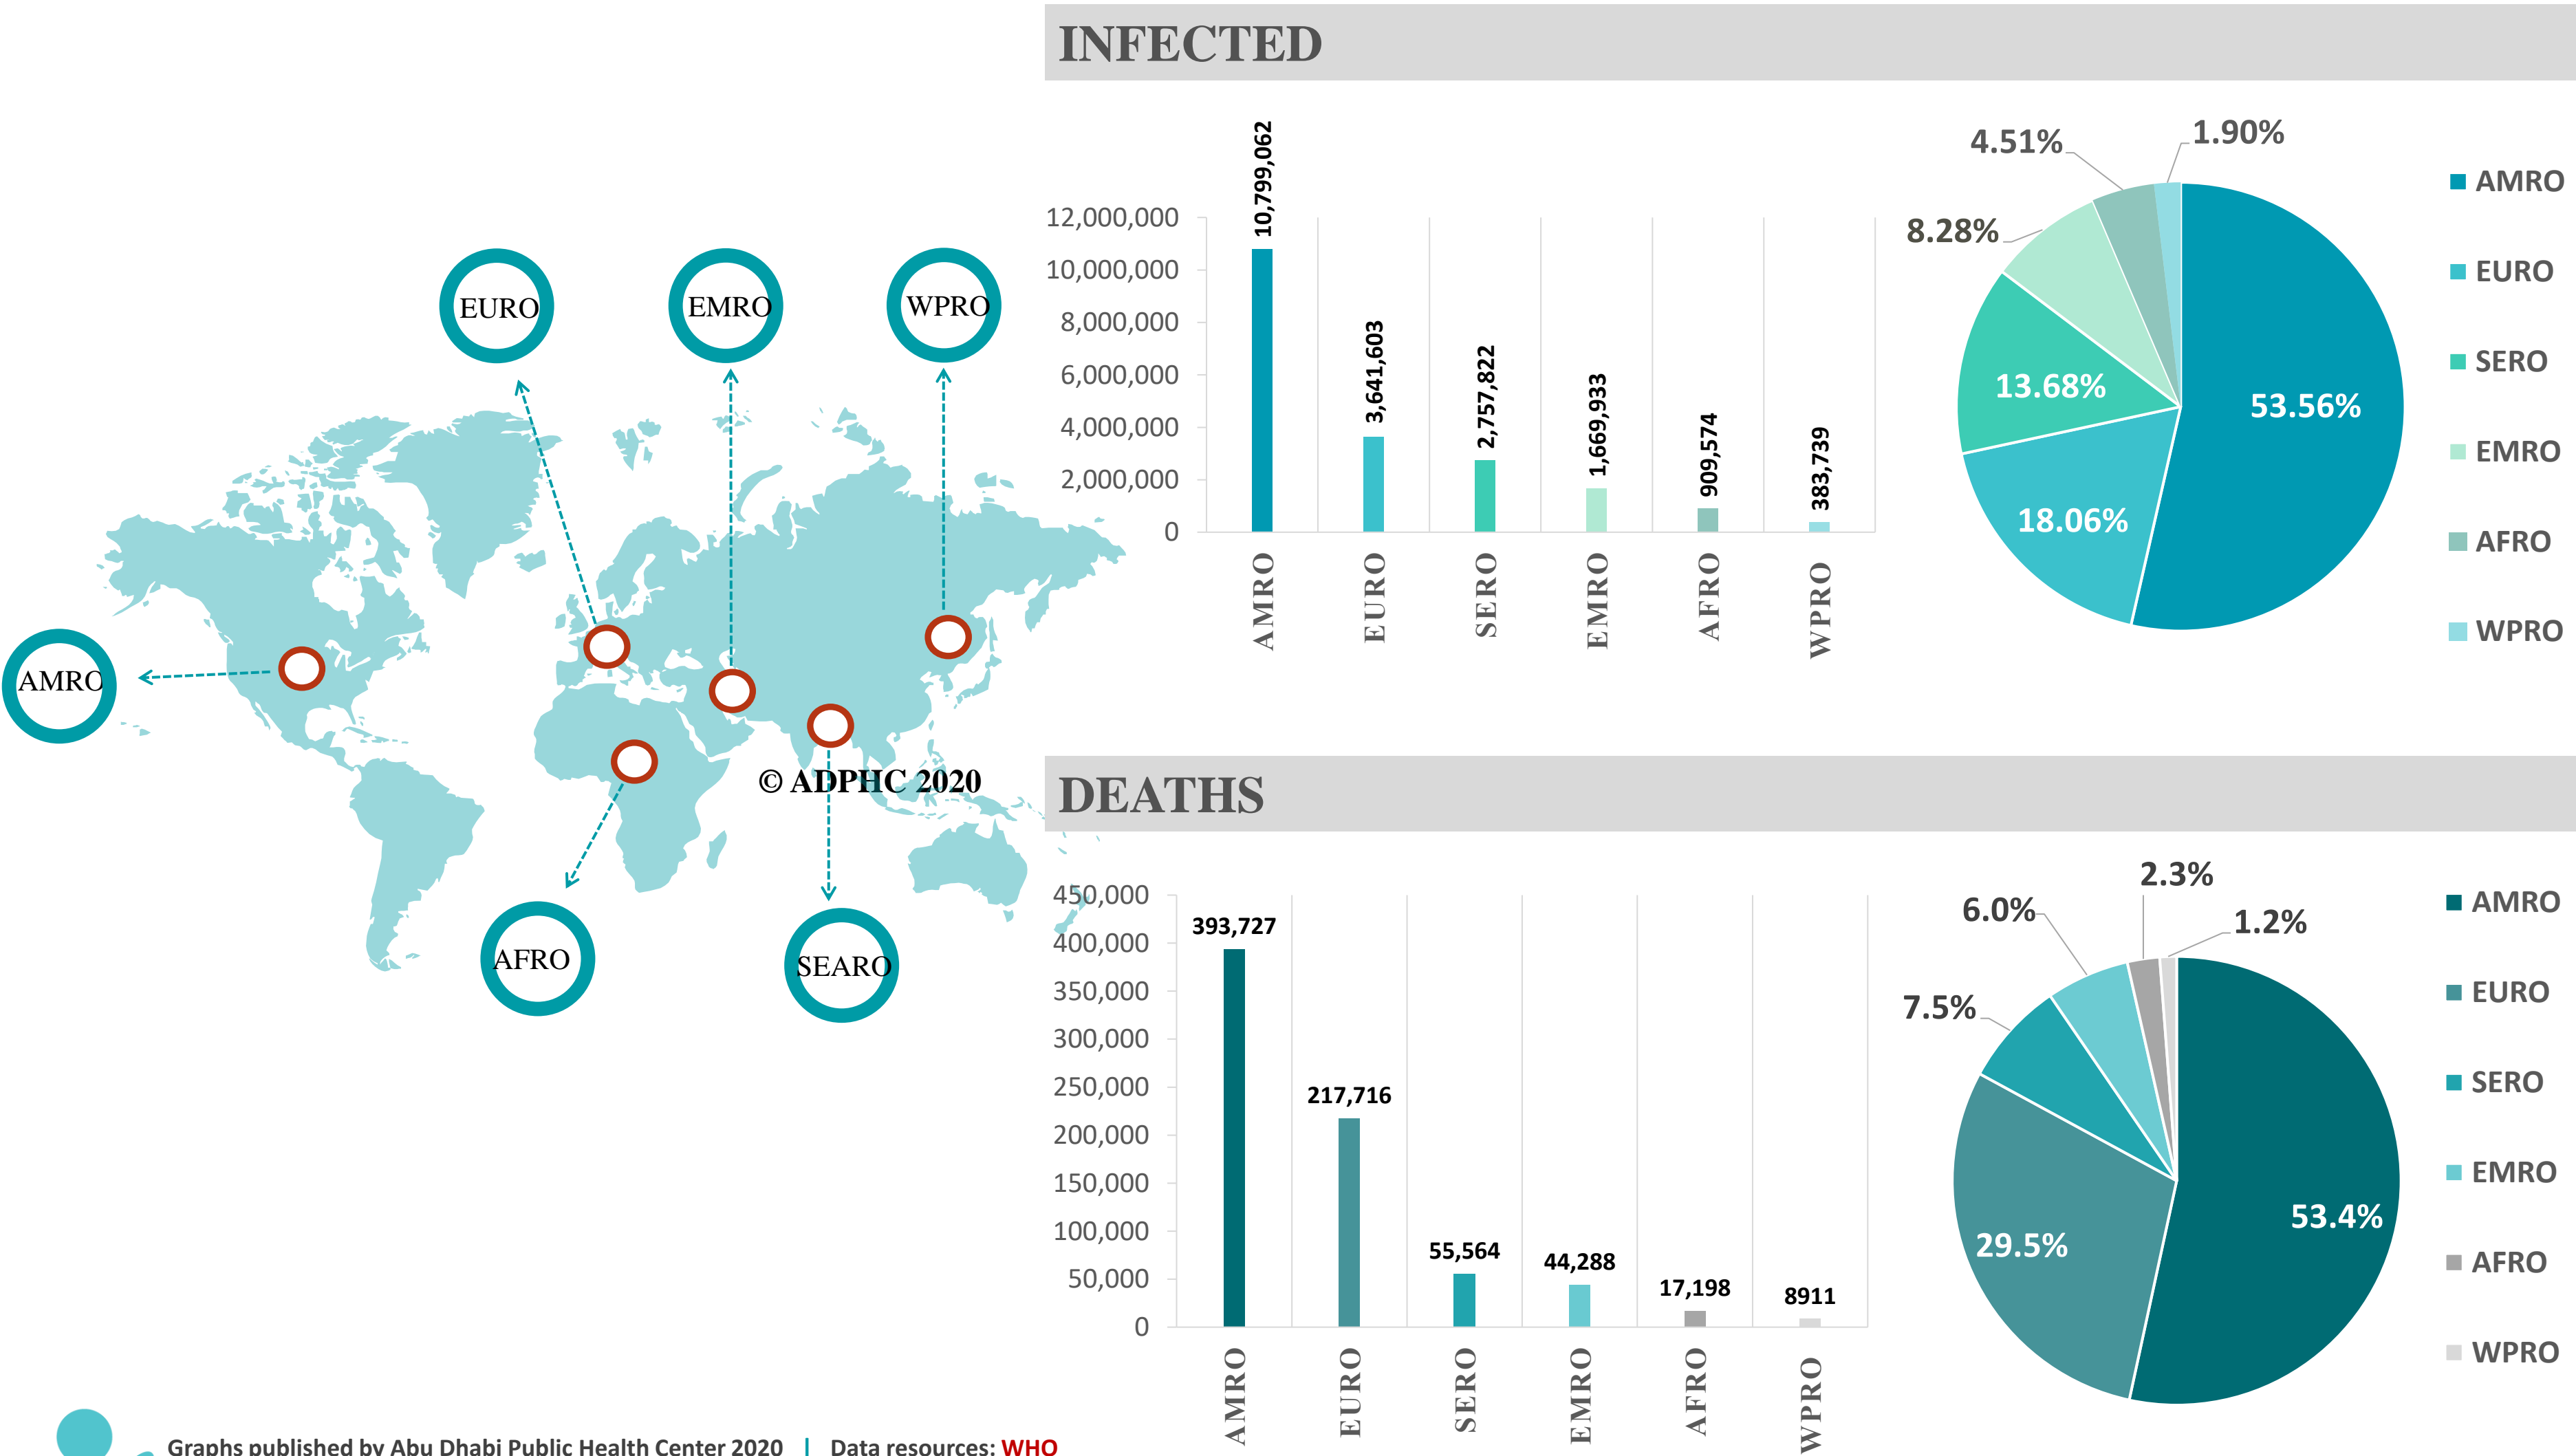 EURO
EMRO
WPRO
AMRO
© ADPHC 2020
AFRO
SEARO
INFECTED
12,000,000
10,000,000
8,000,000
6,000,000
4,000,000
2,000,000
0
10,799,062
3,641,603
2,757,822
1,669,933
909,574
383,739
AMRO
EURO
SERO
EMRO
AFRO
WPRO
4.51%
1.90%
8.28%
13.68%
53.56%
18.06%
AMRO
EURO
SERO
EMRO
AFRO
WPRO
DEATHS
450,000
400,000
350,000
300,000
250,000
200,000
150,000
100,000
50,000
0
393,727
217,716
55,564
44,288
17,198
8911
AMRO
EURO
SERO
EMRO
AFRO
WPRO
2.3%
6.0%
1.2%
7.5%
53.4%
29.5%
AMRO
EURO
SERO
EMRO
AFRO
WPRO
Graphs published by Abu Dhabi Public Health Center 2020 | Data resources: WHO